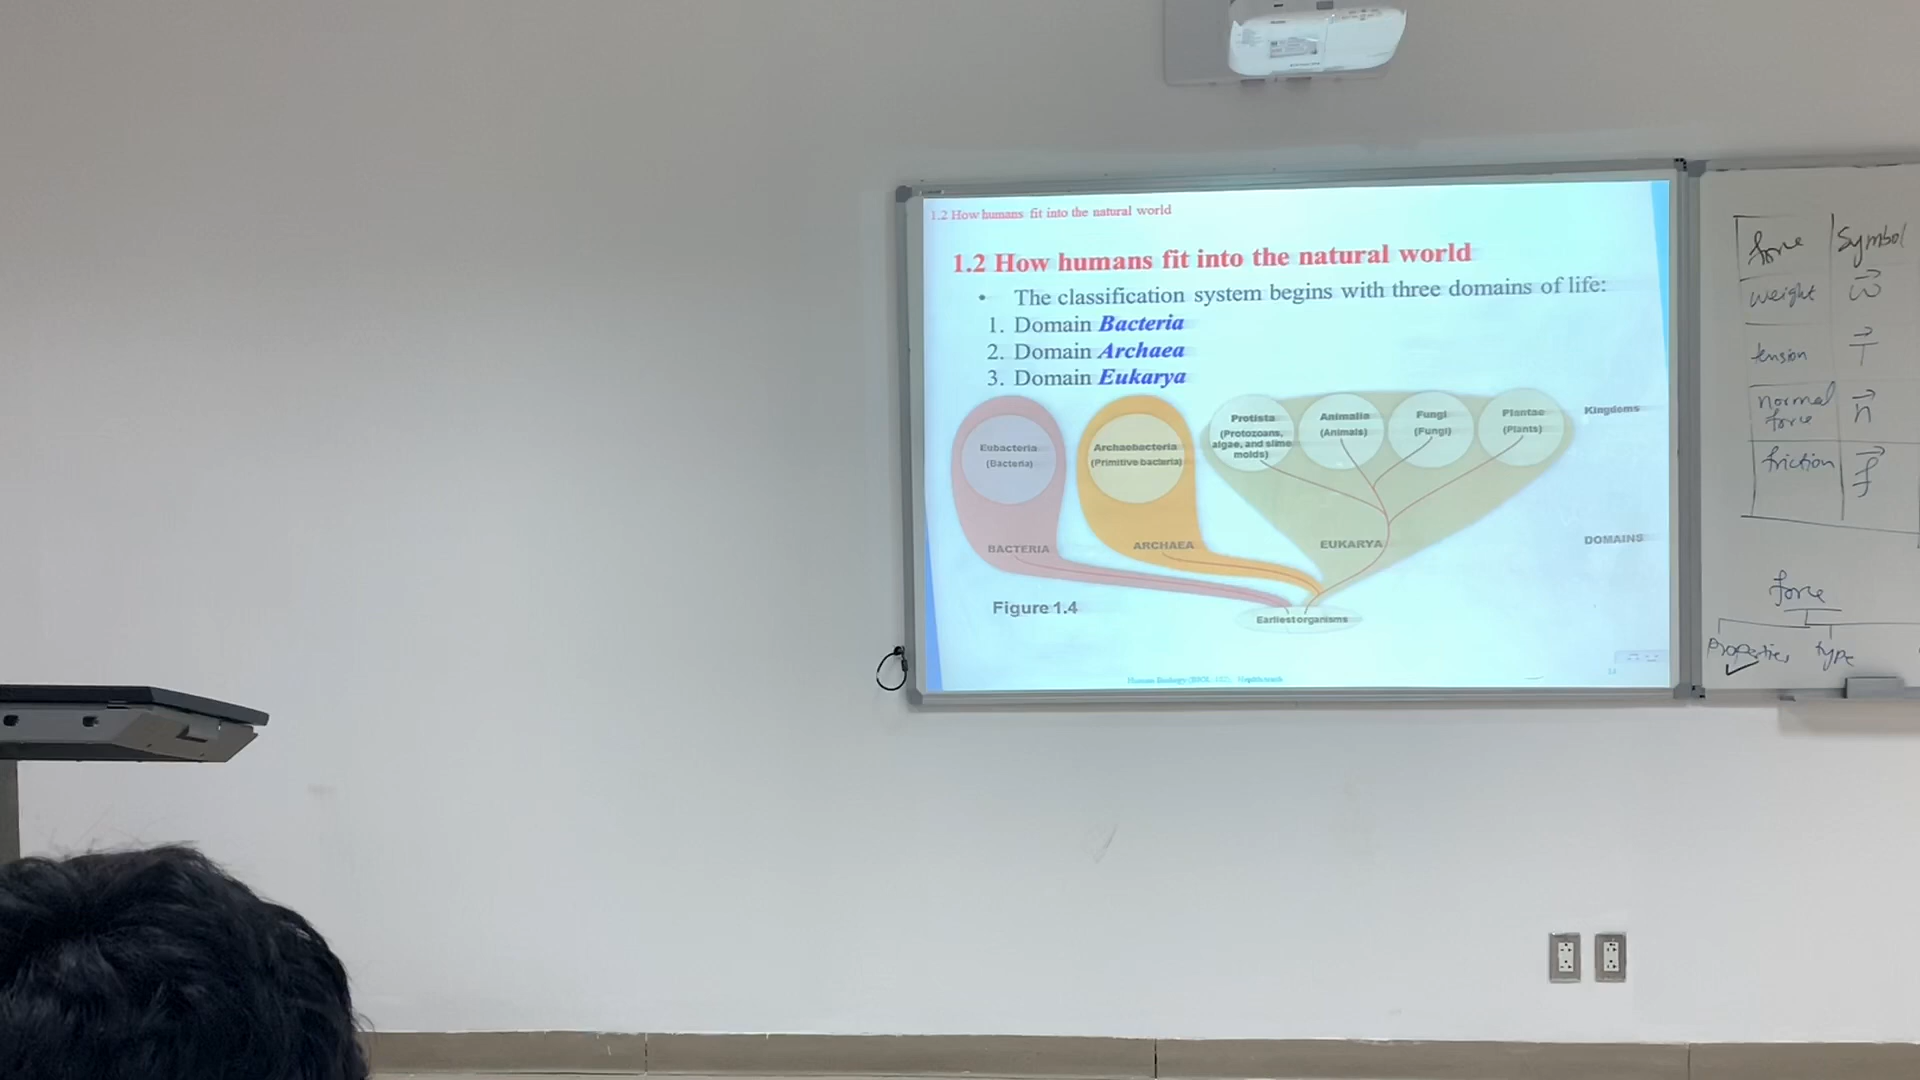 1.2 How humans fit into the natural world
1.2 How humans fit into the natural world
• The classification system begins with three domains of life:
1. Domain Bacteria
2. Domain Archaea
3. Domain Eukarya
Eubacteria
(Bacteria)
Archaebacteria
(Primitive bacteria)
Protista
(Protozoans,
algae, and slime
molds)
Animalia
(Animals)
Fungi
(Fungi)
Plantae
(Plants)
Kingdoms
BACTERIA
ARCHAEA
EUKARYA
DOMAINS
Figure 1.4
Earliest organisms
Human Biology
force Symbol
weight w
tension T
normal force n
friction f
force
properties type